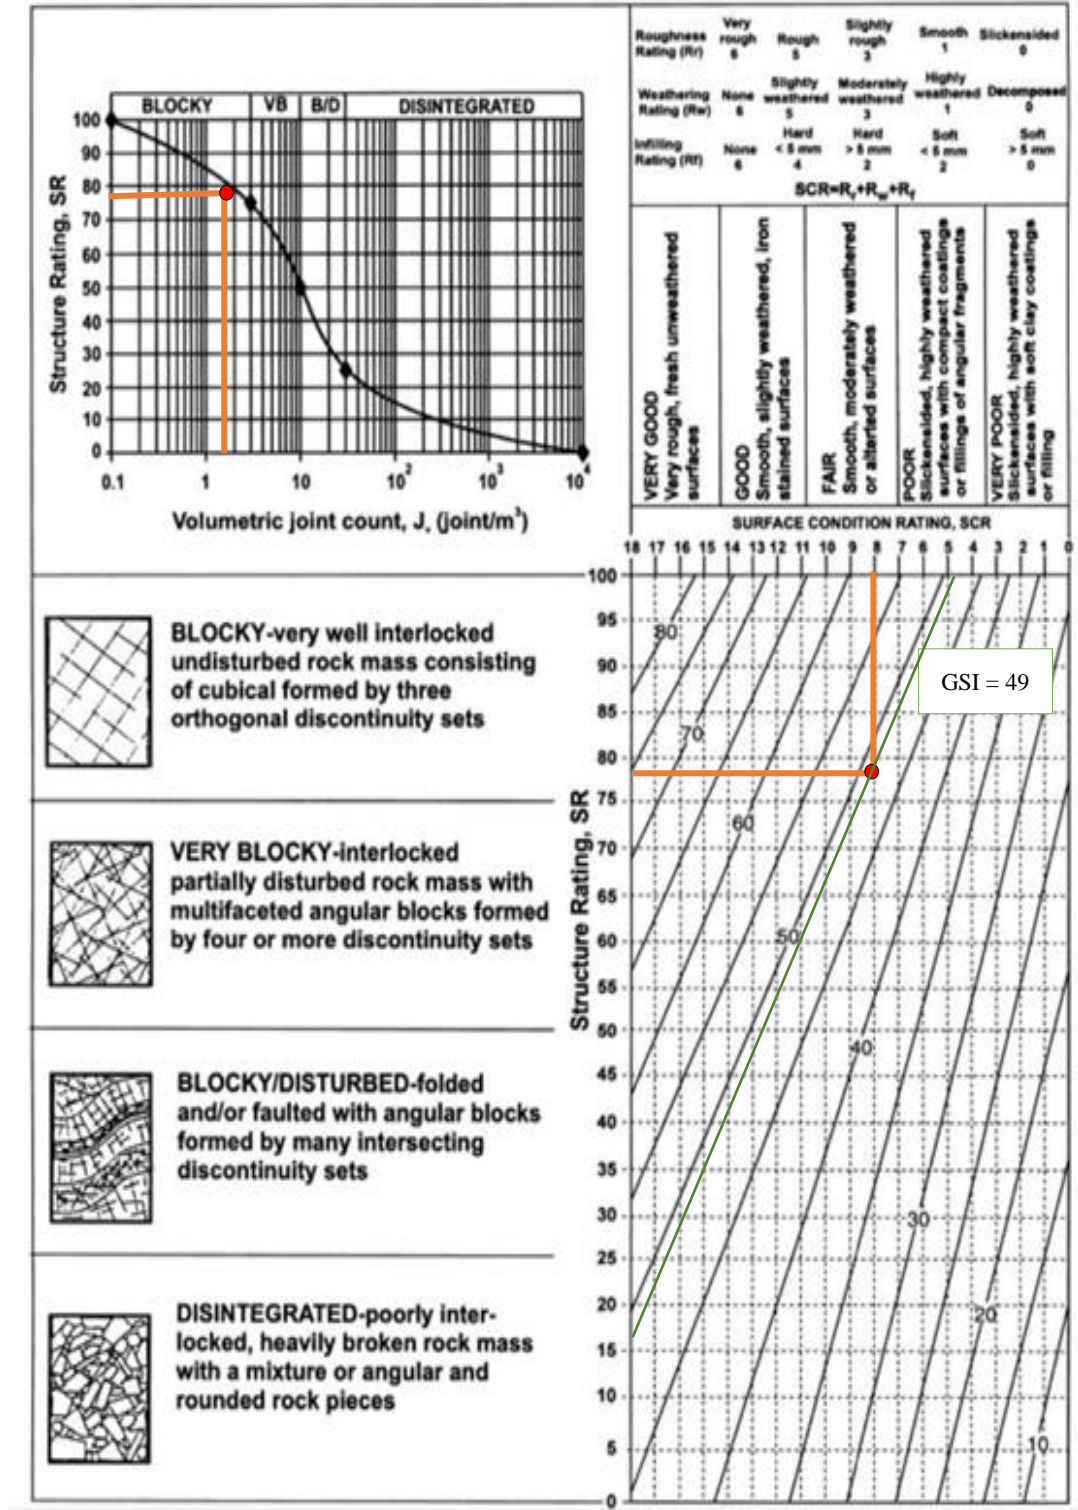 Roughness Rating (Rr)
Very rough 6
Rough 5
Slightly rough 3
Smooth 1
Slickensided 0
Weathering Rating (Rw)
None 6
Slightly weathered 5
Moderately weathered 3
Highly weathered 1
Decomposed 0
Infilling Rating (Rf)
None 6
Hard < 5 mm 4
Hard > 5 mm 2
Soft < 5 mm 2
Soft > 5 mm 0
SCR=Rr+Rw+Rf
BLOCKY
VB
B/D
DISINTEGRATED
Structure Rating, SR
100
90
80
70
60
50
40
30
20
10
0
0.1
1
10
10²
10³
10⁴
Volumetric joint count, Jv (joint/m³)
VERY GOOD
Very rough, fresh unweathered
surfaces
GOOD
Smooth, slightly weathered, iron
stained surfaces
FAIR
Smooth, moderately weathered
or alterted surfaces
POOR
Slickensided, highly weathered
surfaces with compact coatings
or fillings of angular fragments
VERY POOR
Slickensided, highly weathered
surfaces with soft clay coatings
or filling
SURFACE CONDITION RATING, SCR
18 17 16 15 14 13 12 11 10 9 8 7 6 5 4 3 2 1 0
BLOCKY-very well interlocked
undisturbed rock mass consisting
of cubical formed by three
orthogonal discontinuity sets
VERY BLOCKY-interlocked
partially disturbed rock mass with
multifaceted angular blocks formed
by four or more discontinuity sets
BLOCKY/DISTURBED-folded
and/or faulted with angular blocks
formed by many intersecting
discontinuity sets
DISINTEGRATED-poorly inter-
locked, heavily broken rock mass
with a mixture or angular and
rounded rock pieces
Structure Rating, SR
100
95
90
85
80
75
70
65
60
55
50
45
40
35
30
25
20
15
10
5
0
80
70
60
50
40
30
20
10
GSI = 49